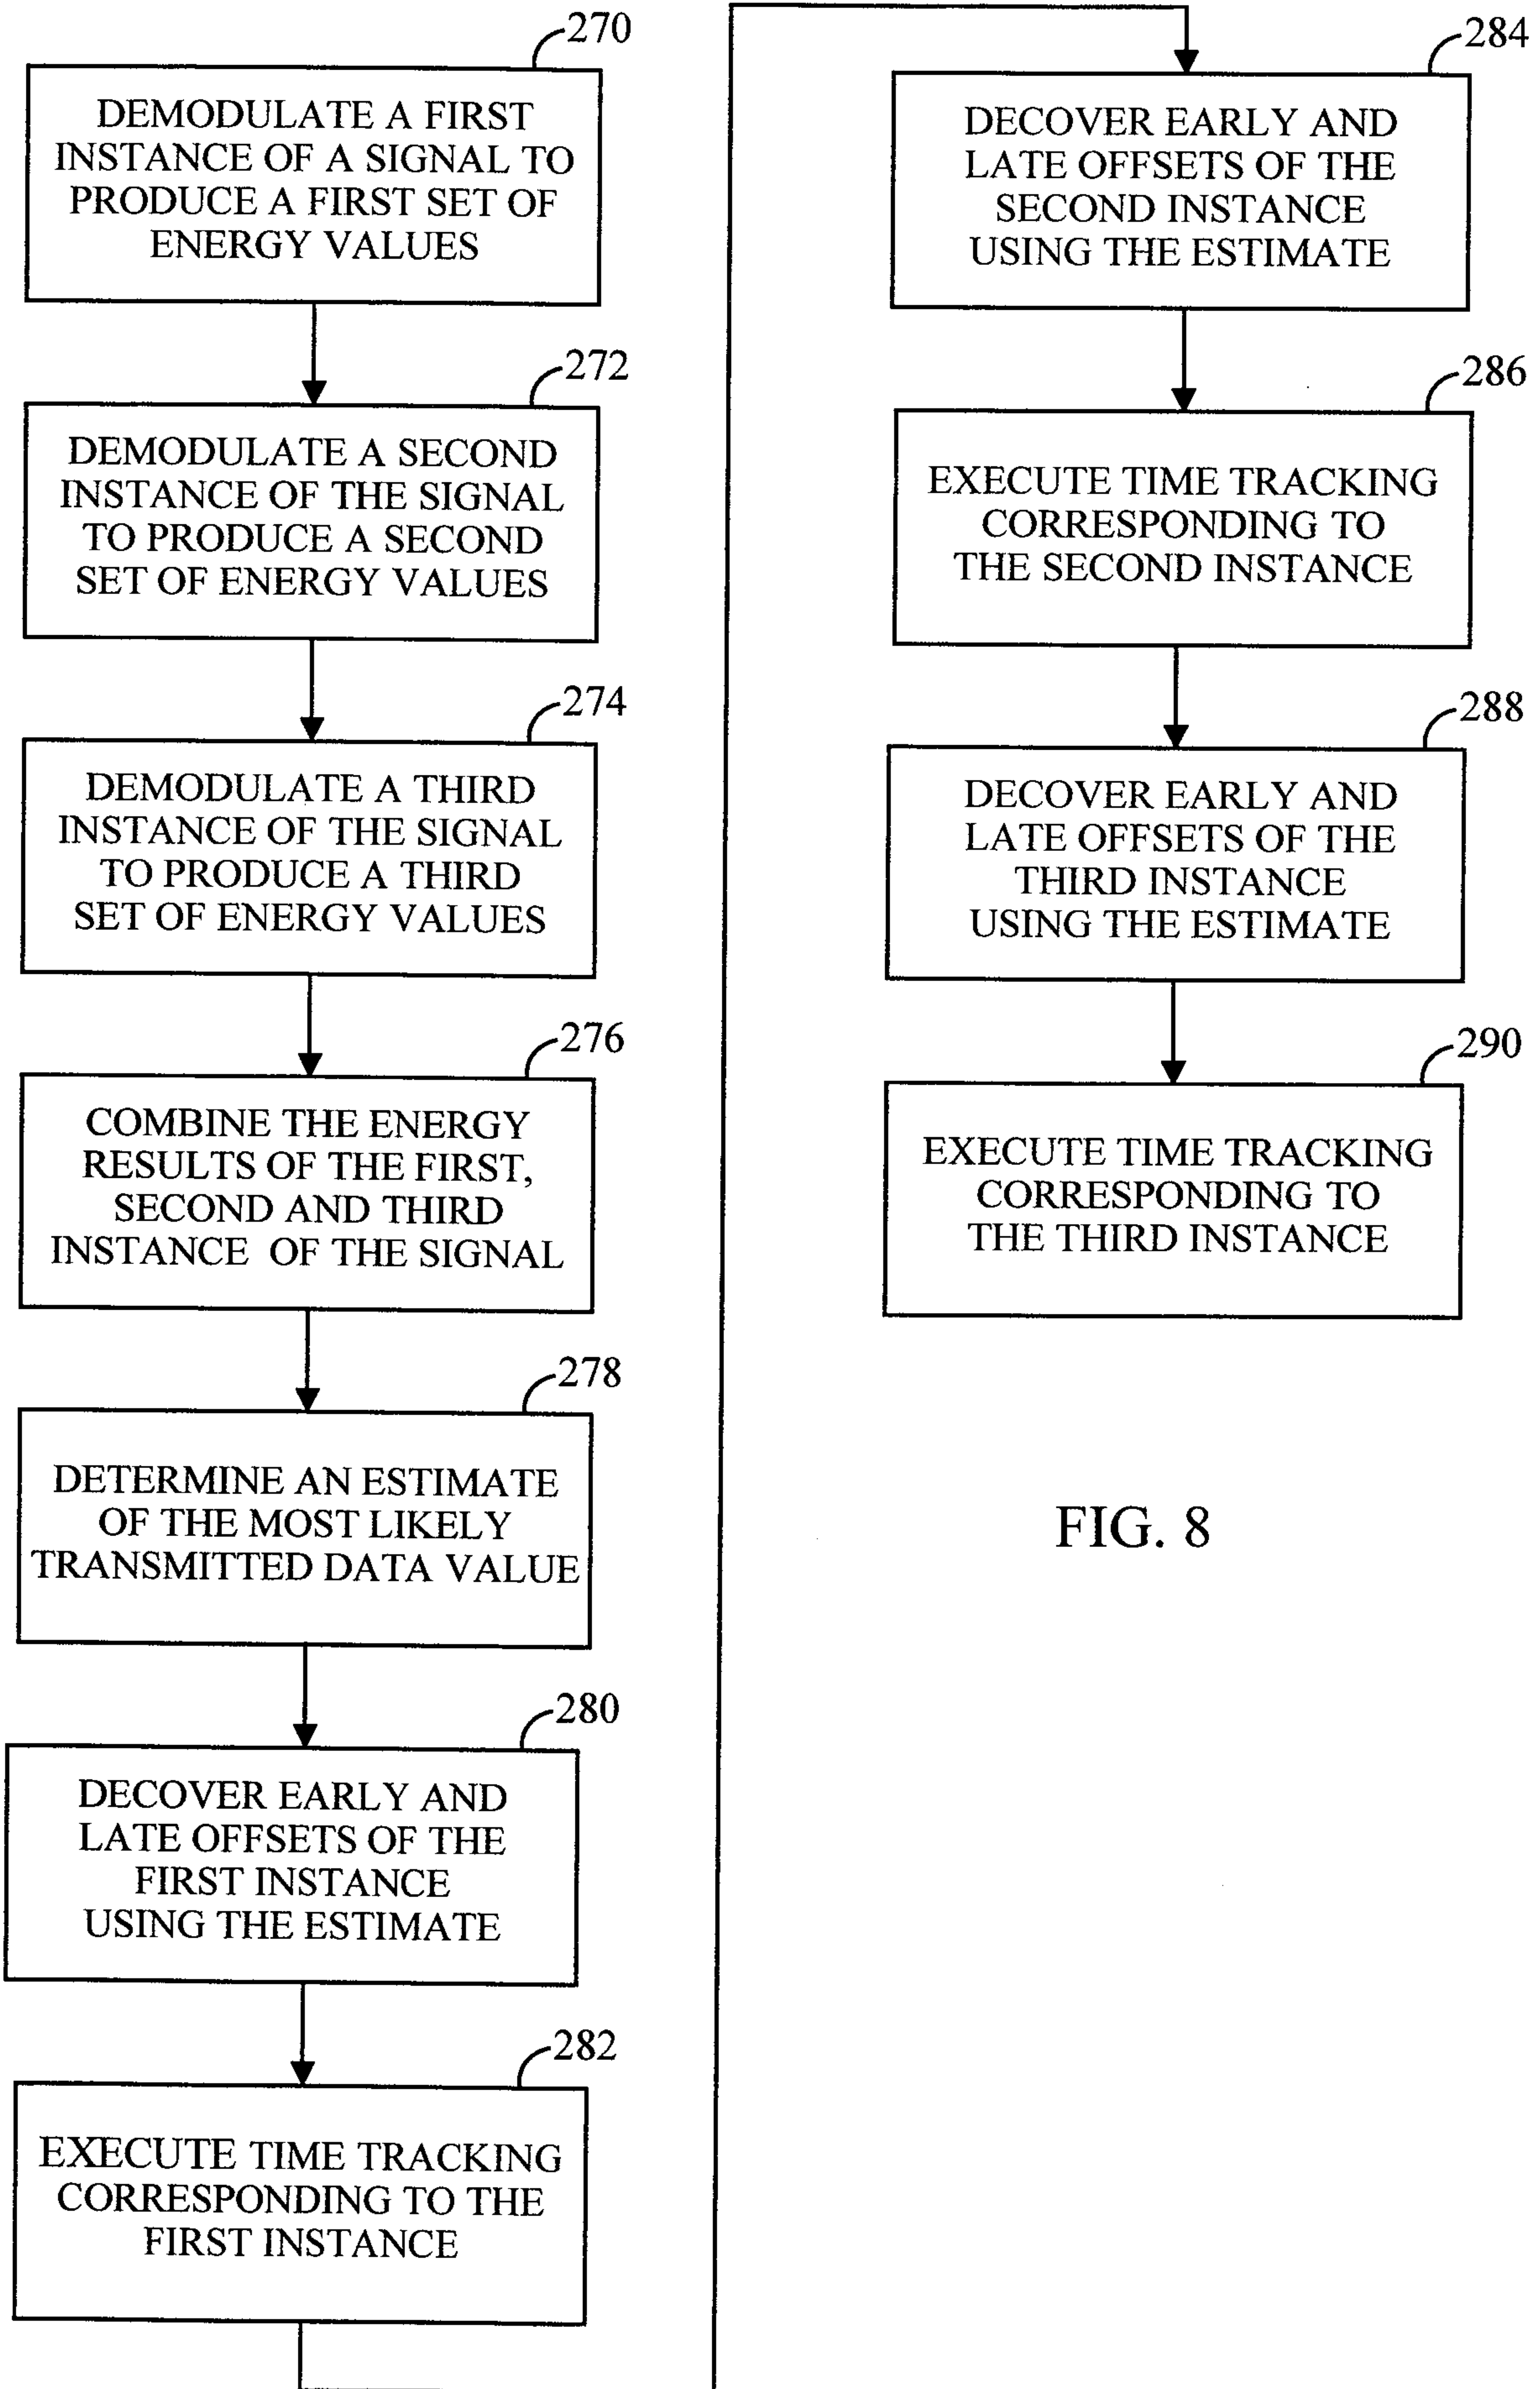 270
DEMODULATE A FIRST
INSTANCE OF A SIGNAL TO
PRODUCE A FIRST SET OF
ENERGY VALUES
272
DEMODULATE A SECOND
INSTANCE OF THE SIGNAL
TO PRODUCE A SECOND
SET OF ENERGY VALUES
274
DEMODULATE A THIRD
INSTANCE OF THE SIGNAL
TO PRODUCE A THIRD
SET OF ENERGY VALUES
276
COMBINE THE ENERGY
RESULTS OF THE FIRST,
SECOND AND THIRD
INSTANCE OF THE SIGNAL
278
DETERMINE AN ESTIMATE
OF THE MOST LIKELY
TRANSMITTED DATA VALUE
280
DECOVER EARLY AND
LATE OFFSETS OF THE
FIRST INSTANCE
USING THE ESTIMATE
282
EXECUTE TIME TRACKING
CORRESPONDING TO THE
FIRST INSTANCE
284
DECOVER EARLY AND
LATE OFFSETS OF THE
SECOND INSTANCE
USING THE ESTIMATE
286
EXECUTE TIME TRACKING
CORRESPONDING TO
THE SECOND INSTANCE
288
DECOVER EARLY AND
LATE OFFSETS OF THE
THIRD INSTANCE
USING THE ESTIMATE
290
EXECUTE TIME TRACKING
CORRESPONDING TO
THE THIRD INSTANCE
FIG. 8